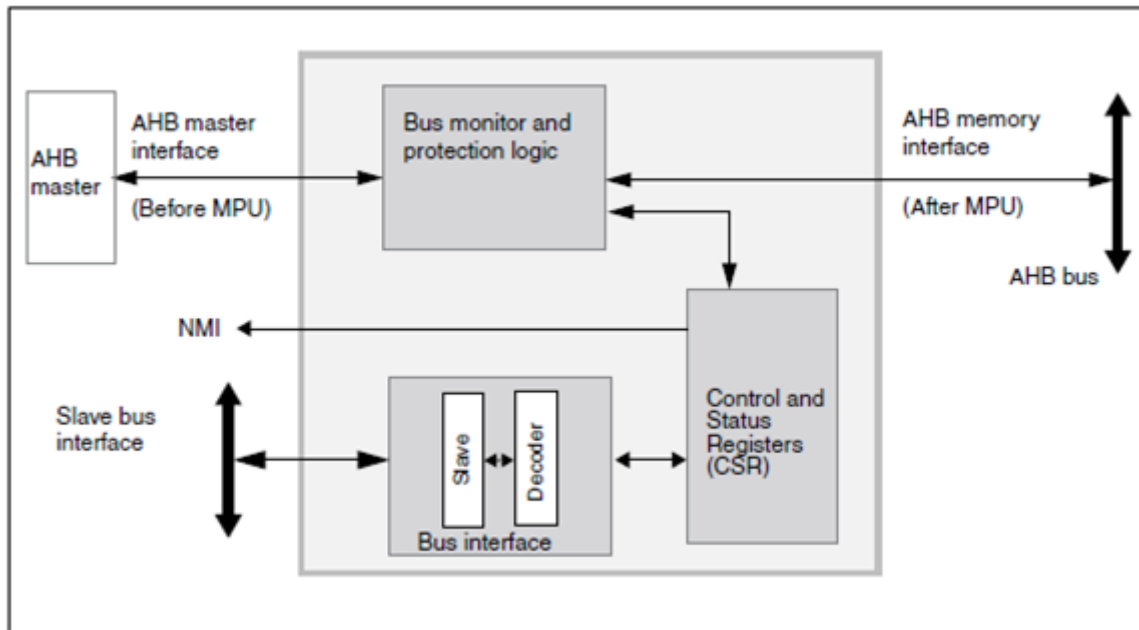 AHB
master
AHB master
interface
(Before MPU)
Bus monitor and
protection logic
AHB memory
interface
(After MPU)
AHB bus
NMI
Slave bus
interface
Slave
Decoder
Bus interface
Control and
Status
Registers
(CSR)